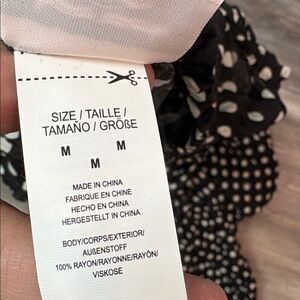 SIZE / TAILLE /
TAMAÑO / GRÖßE
M M
M
MADE IN CHINA
FABRIQUE EN CHINE
HECHO EN CHINA
HERGESTELLT IN CHINA
BODY/CORPS/EXTERIOR/
AUßENSTOFF
100% RAYON/RAYONNE/RAYÓN/
VISKOSE